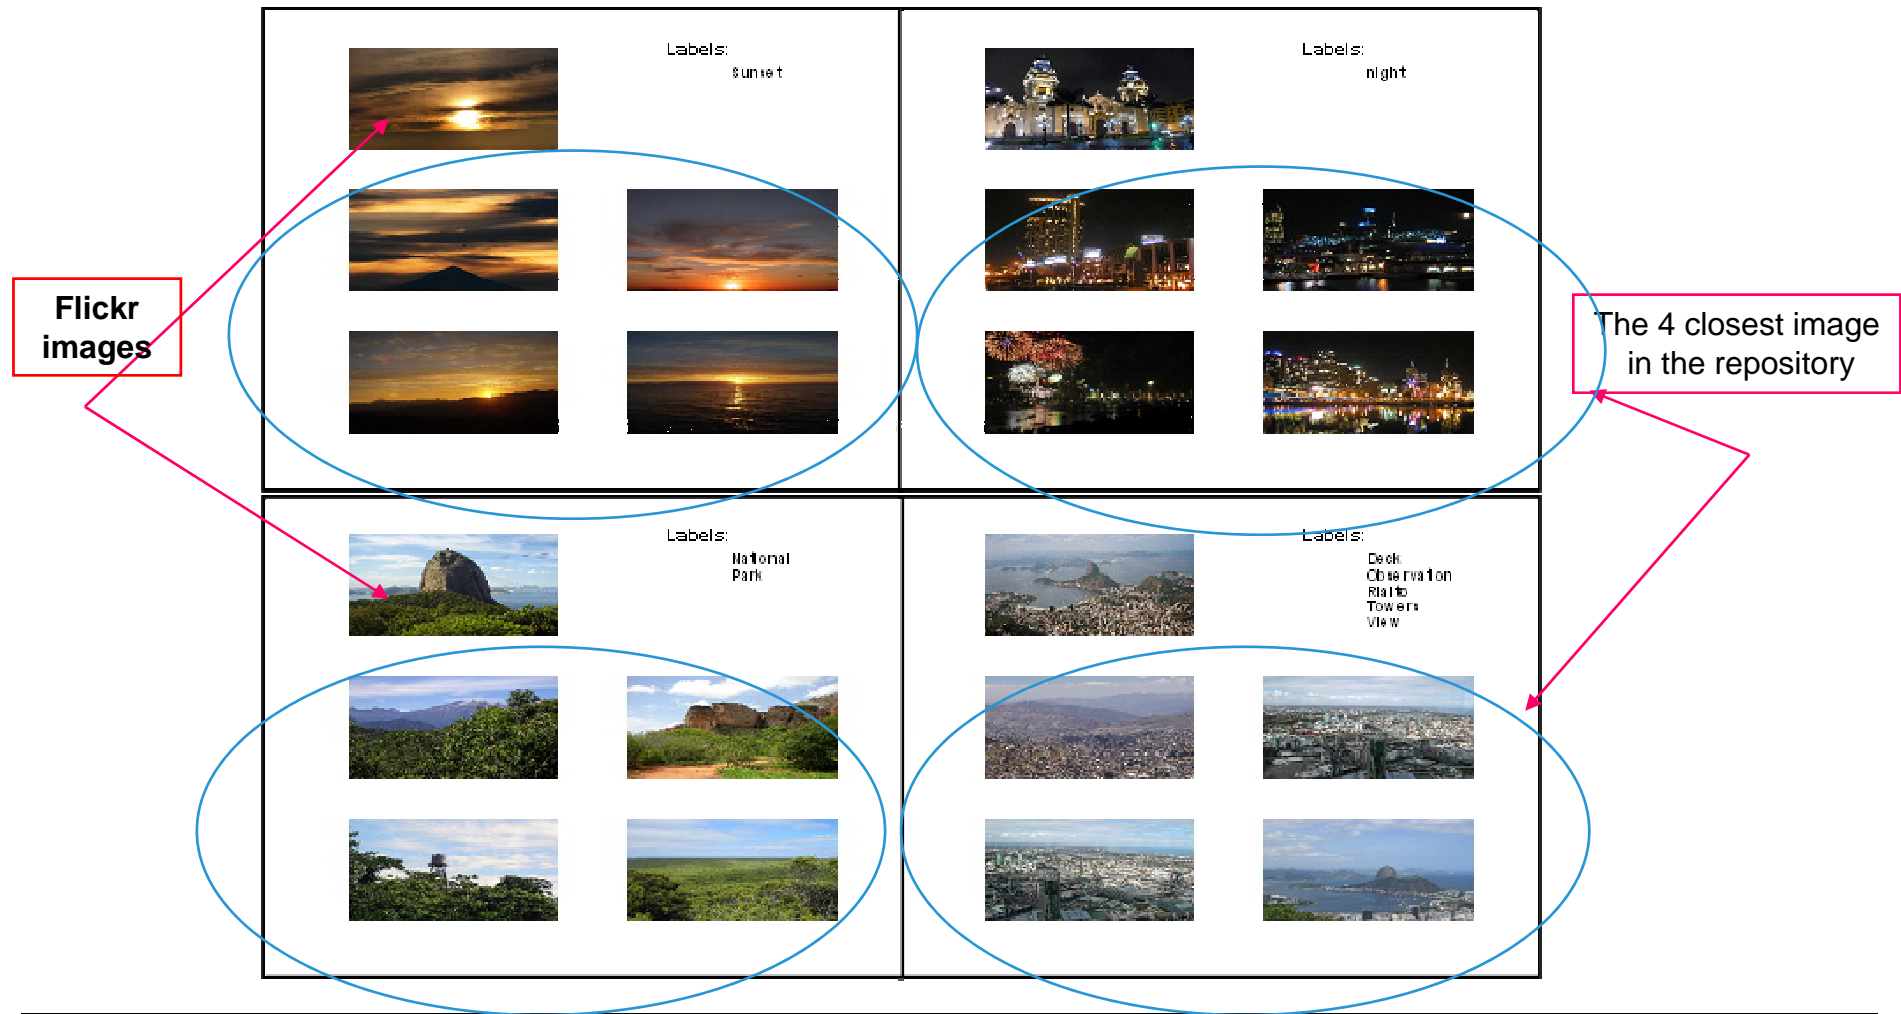 Labels:
Sunset
Labels:
night
Flickr
images
The 4 closest image
in the repository
Labels:
National
Park
Labels:
Deck
Observation
Rialto
Towers
View